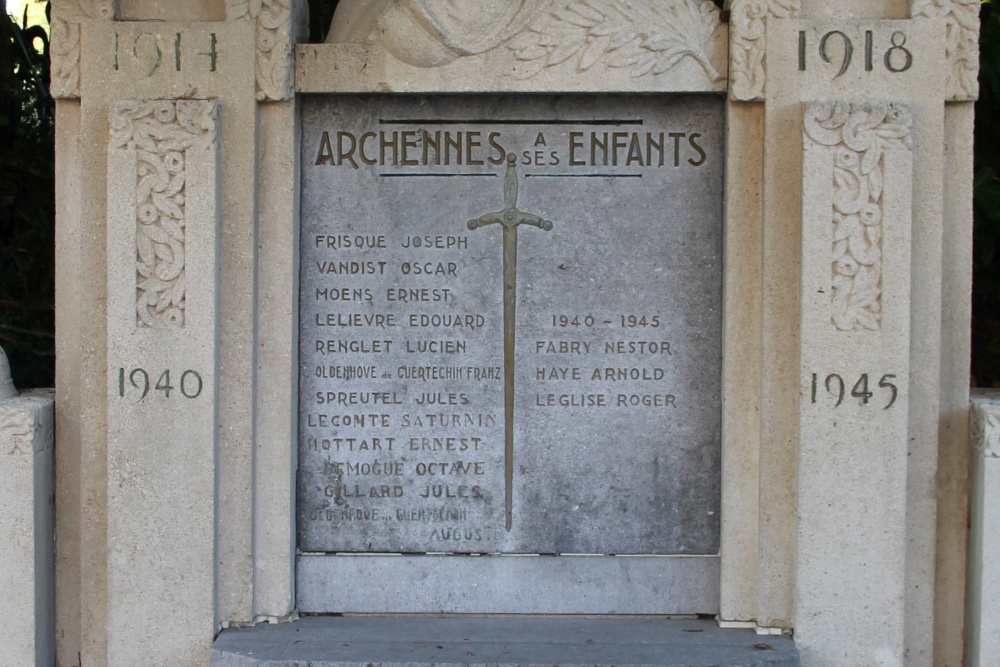 1914
1918
ARCHENNES A SES ENFANTS
FRISQUE JOSEPH
VANDIST OSCAR
MOENS ERNEST
LELIEVRE EDOUARD
RENGLET LUCIEN
OLDENHOVE de GUERTECHIN FRANZ
SPREUTEL JULES
LECOMTE SATURNIN
HOTTART ERNEST
DEMOGUE OCTAVE
GILLARD JULES
AUGUSTE
1940 - 1945
FABRY NESTOR
HAYE ARNOLD
LEGLISE ROGER
1940
1945